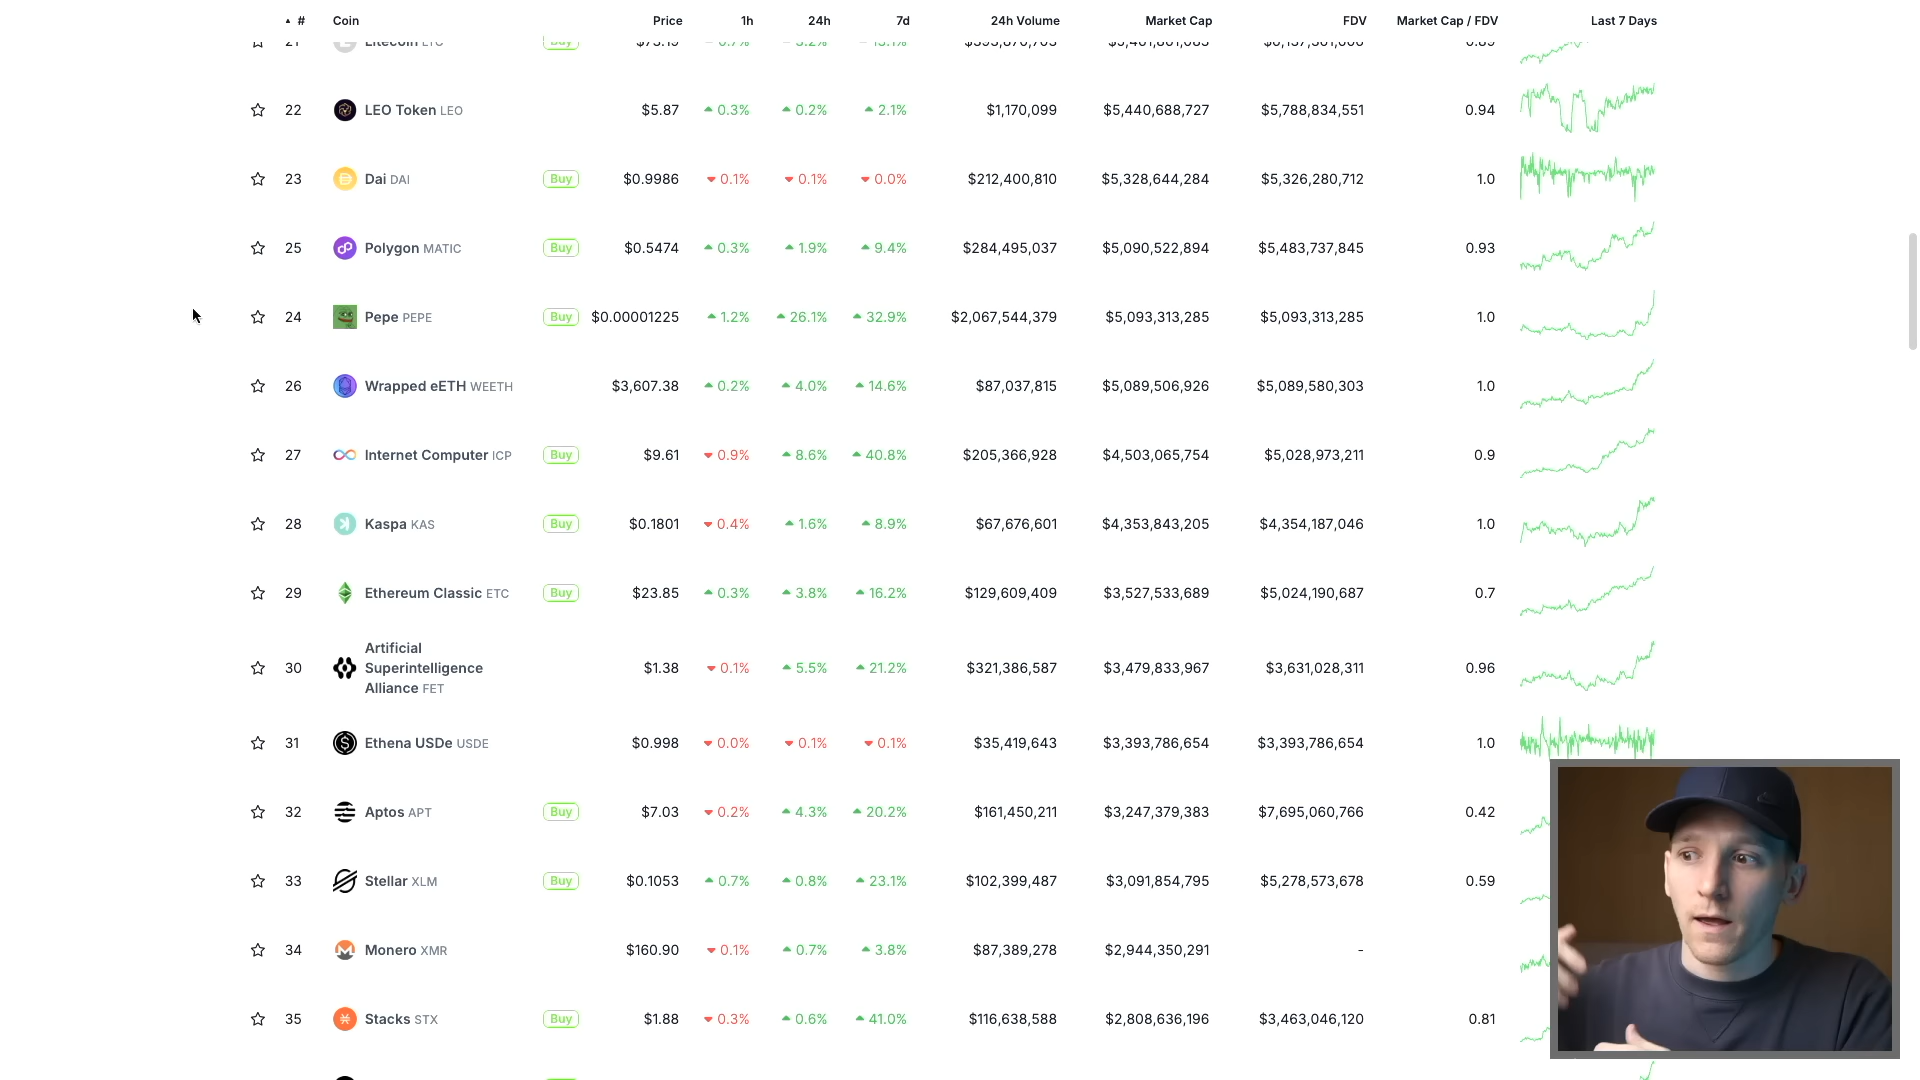 # Coin Price 1h 24h 7d 24h Volume Market Cap FDV Market Cap / FDV Last 7 Days
22 LEO Token LEO $5.87 0.3% 0.2% 2.1% $1,170,099 $5,440,688,727 $5,788,834,551 0.94
23 Dai DAI Buy $0.9986 0.1% 0.1% 0.0% $212,400,810 $5,328,644,284 $5,326,280,712 1.0
25 Polygon MATIC Buy $0.5474 0.3% 1.9% 9.4% $284,495,037 $5,090,522,894 $5,483,737,845 0.93
24 Pepe PEPE Buy $0.00001225 1.2% 26.1% 32.9% $2,067,544,379 $5,093,313,285 $5,093,313,285 1.0
26 Wrapped eETH WEETH $3,607.38 0.2% 4.0% 14.6% $87,037,815 $5,089,506,926 $5,089,580,303 1.0
27 Internet Computer ICP Buy $9.61 0.9% 8.6% 40.8% $205,366,928 $4,503,065,754 $5,028,973,211 0.9
28 Kaspa KAS Buy $0.1801 0.4% 1.6% 8.9% $67,676,601 $4,353,843,205 $4,354,187,046 1.0
29 Ethereum Classic ETC Buy $23.85 0.3% 3.8% 16.2% $129,609,409 $3,527,533,689 $5,024,190,687 0.7
Artificial
30 Superintelligence $1.38 0.1% 5.5% 21.2% $321,386,587 $3,479,833,967 $3,631,028,311 0.96
Alliance FET
31 Ethena USDe USDE $0.998 0.0% 0.1% 0.1% $35,419,643 $3,393,786,654 $3,393,786,654 1.0
32 Aptos APT Buy $7.03 0.2% 4.3% 20.2% $161,450,211 $3,247,379,383 $7,695,060,766 0.42
33 Stellar XLM Buy $0.1053 0.7% 0.8% 23.1% $102,399,487 $3,091,854,795 $5,278,573,678 0.59
34 Monero XMR $160.90 0.1% 0.7% 3.8% $87,389,278 $2,944,350,291 -
35 Stacks STX Buy $1.88 0.3% 0.6% 41.0% $116,638,588 $2,808,636,196 $3,463,046,120 0.81